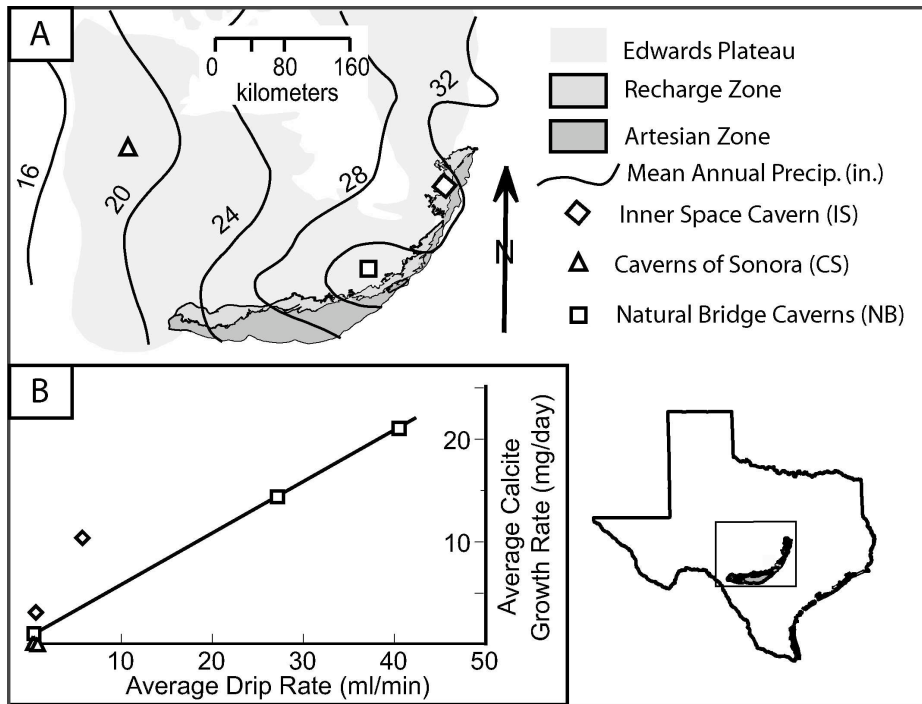 A
0 80 160
kilometers
16
20
24
28
32
N
Edwards Plateau
Recharge Zone
Artesian Zone
Mean Annual Precip. (in.)
Inner Space Cavern (IS)
Caverns of Sonora (CS)
Natural Bridge Caverns (NB)
B
20
10
Average Calcite
Growth Rate (mg/day)
10 20 30 40 50
Average Drip Rate (ml/min)